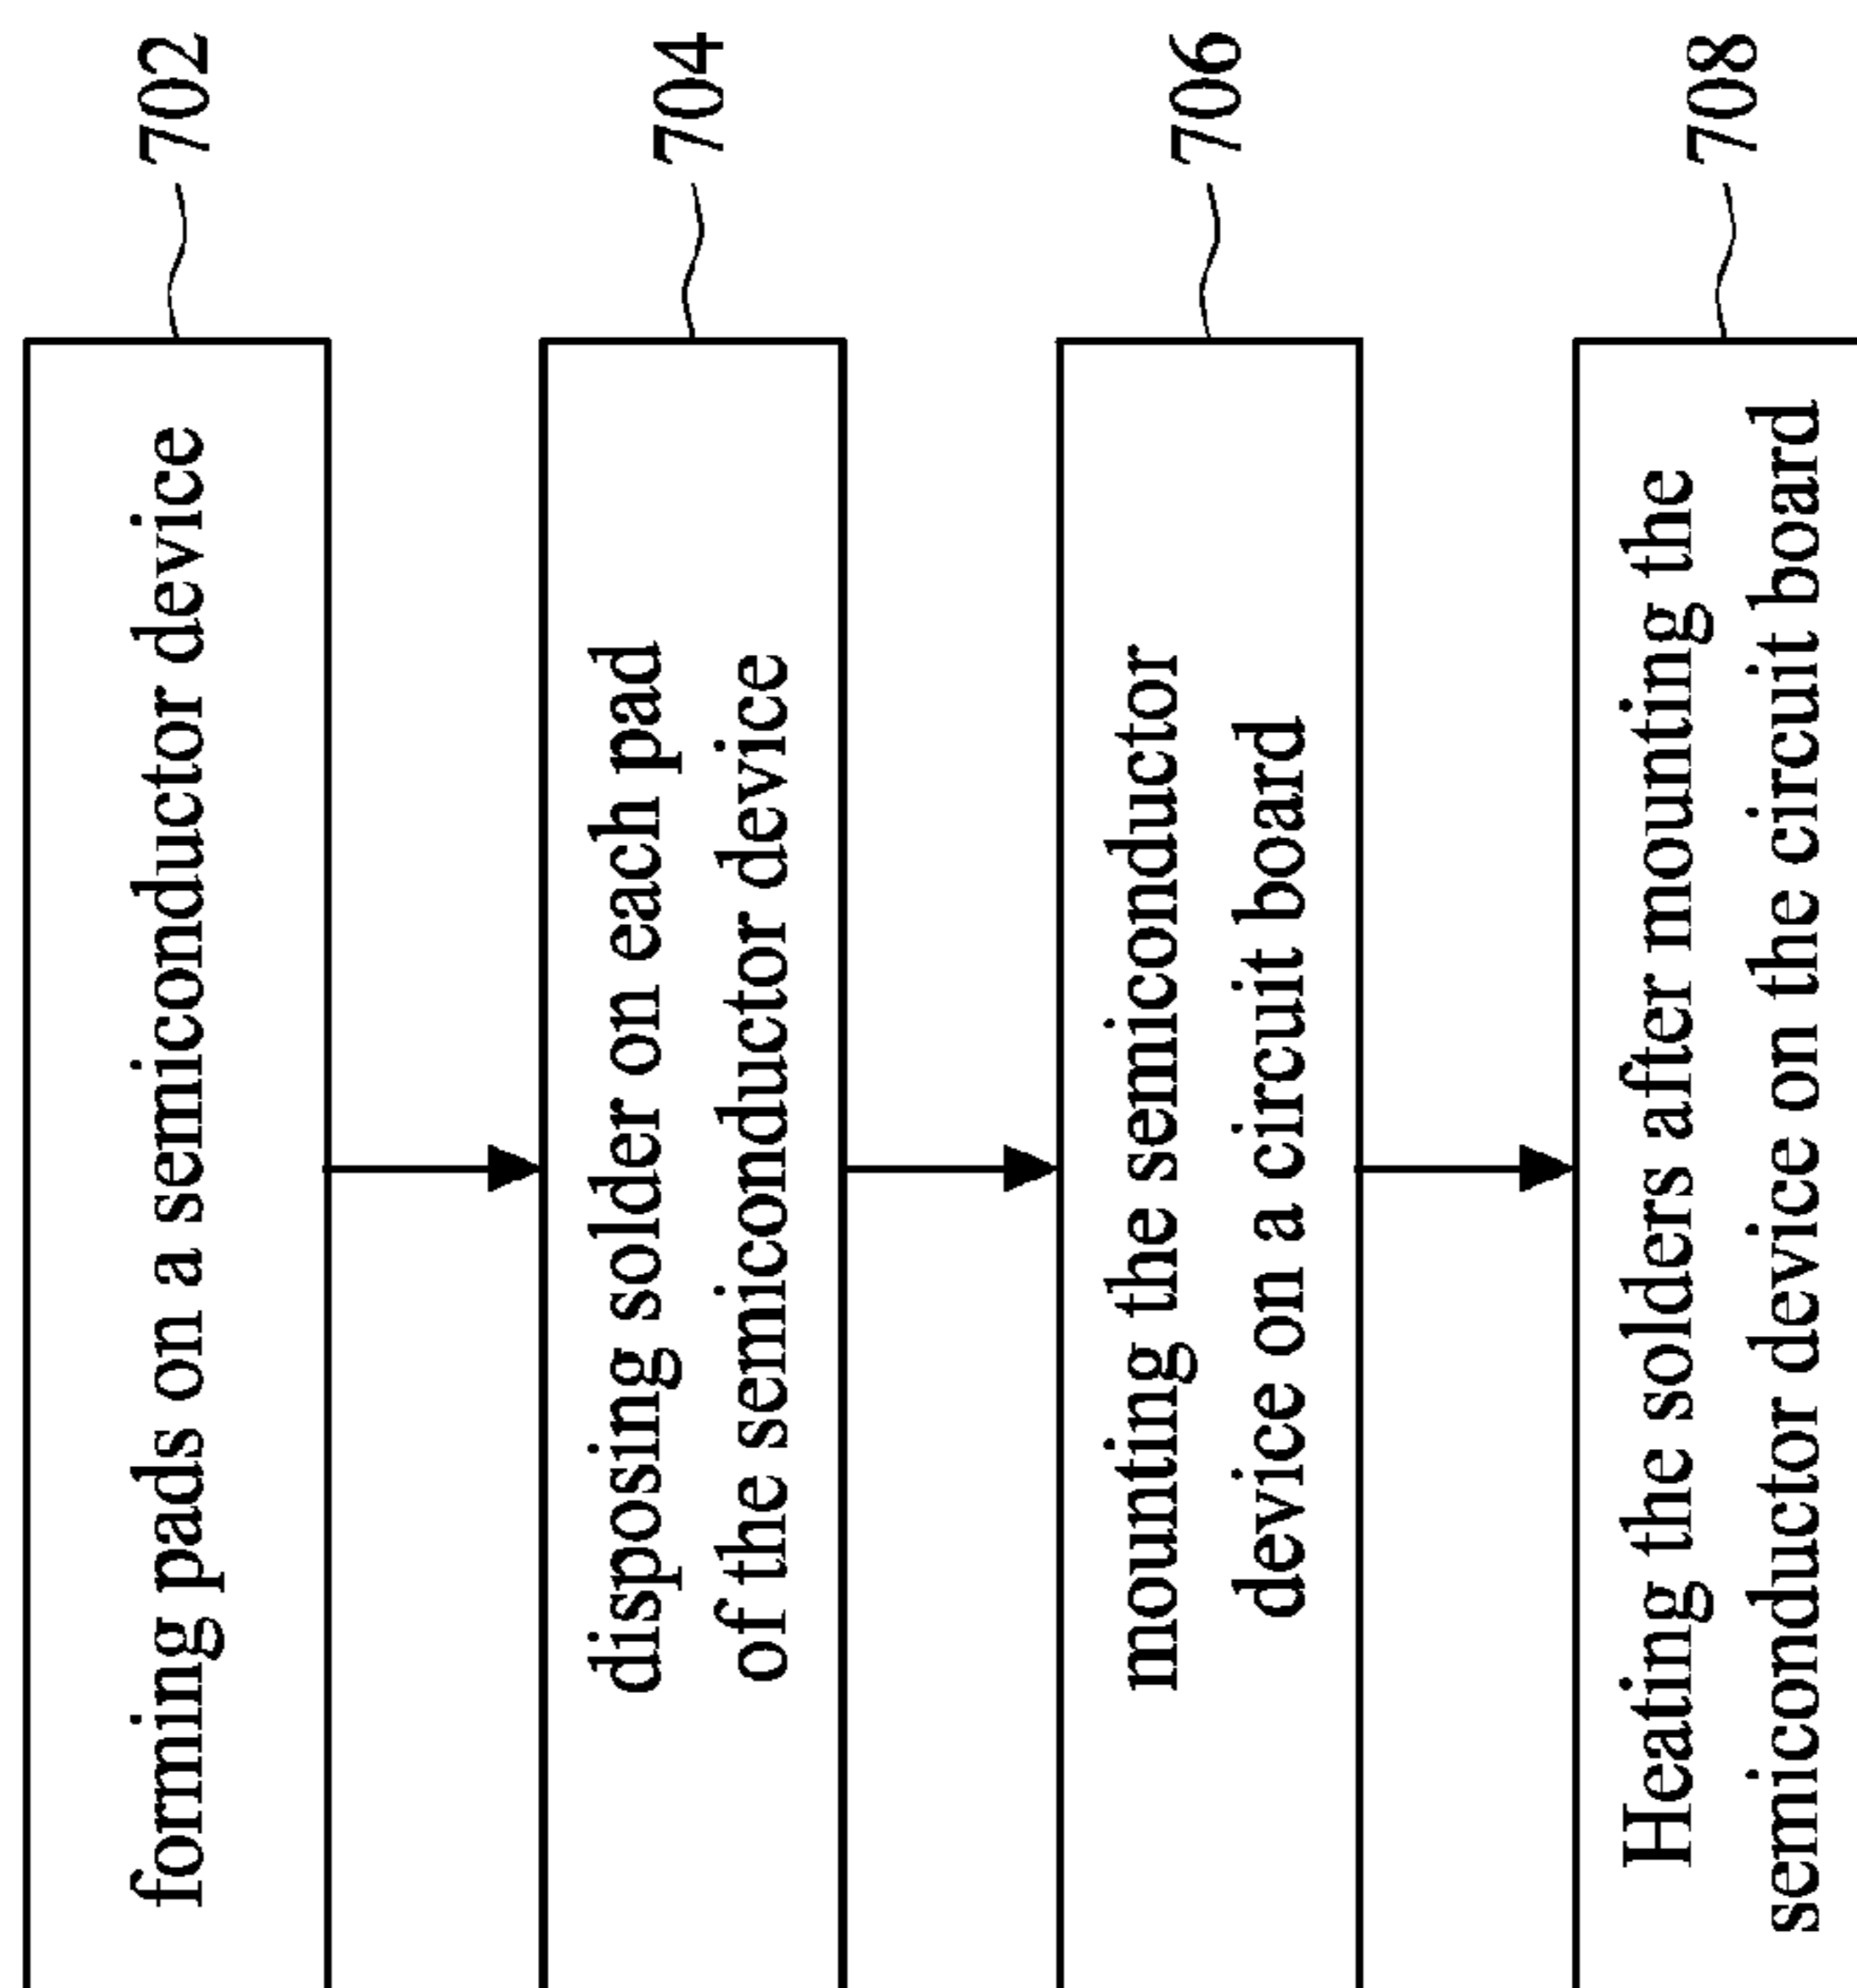 forming pads on a semiconductor device
702
disposing solder on each pad
of the semiconductor device
704
mounting the semiconductor
device on a circuit board
706
Heating the solders after mounting the
semiconductor device on the circuit board
708